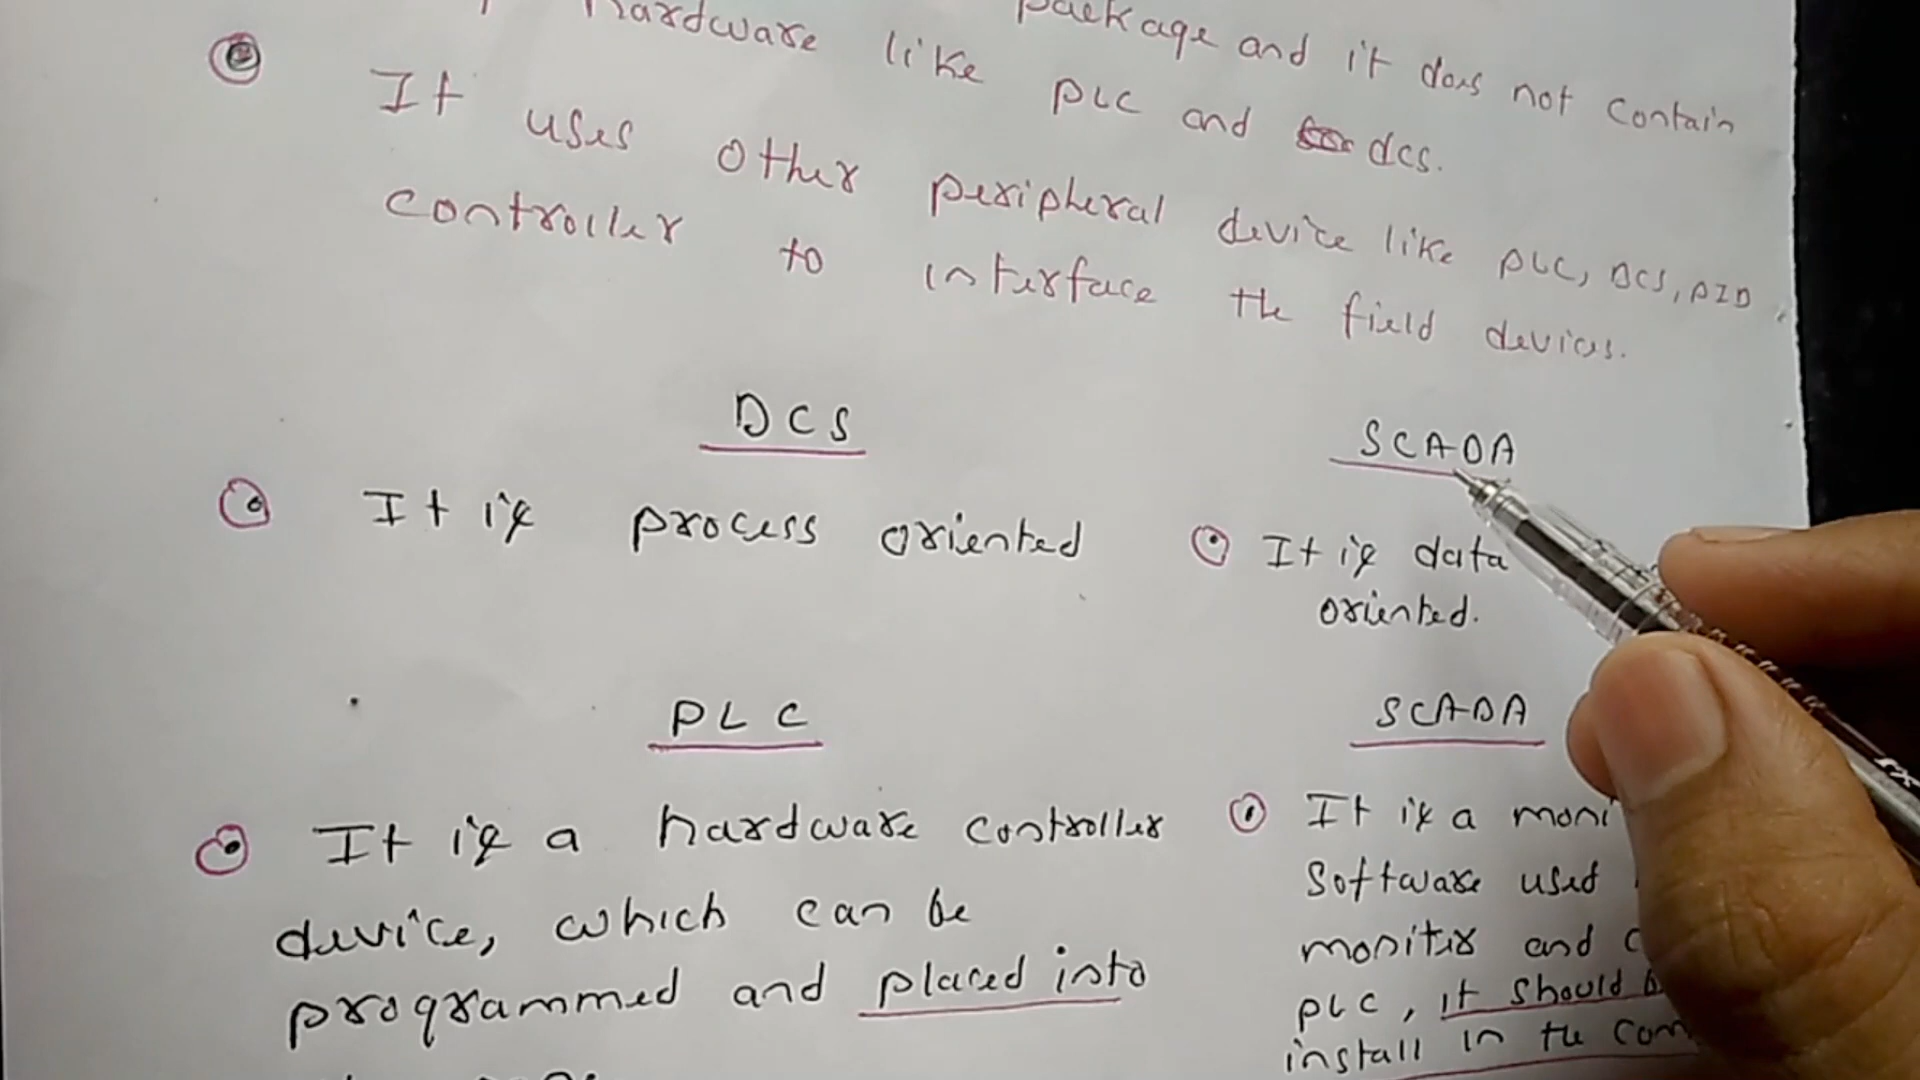 hardware package and it does not contain
like PLC and dcs.
It uses other peripheral device like PLC, DCS, PID
controller to interface the field devices.
DCS
It is process oriented
SCADA
It is data
oriented.
PLC
It is a hardware controller
device, which can be
programmed and placed into
SCADA
It is a
Software used
monitor and
PLC, it should
install in the